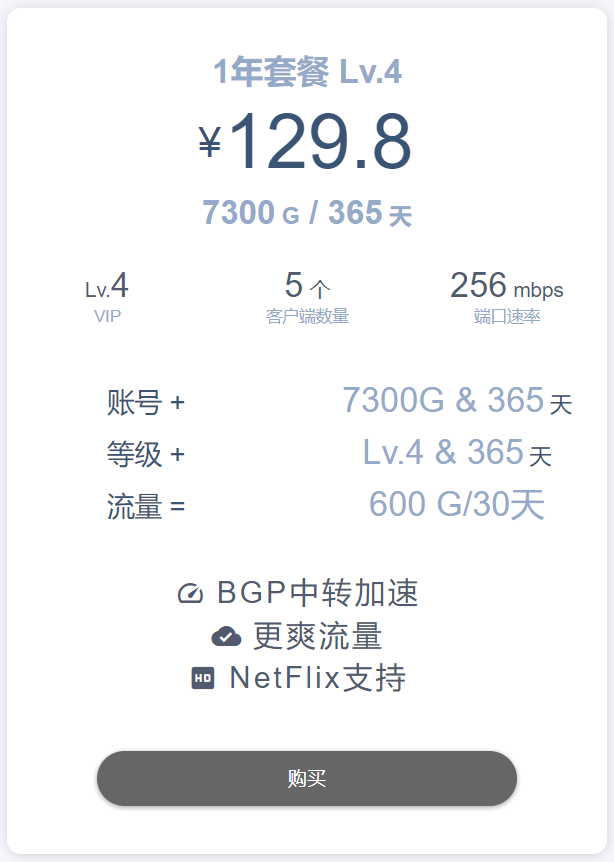 1年套餐 Lv.4
¥129.8
7300 G / 365 天
Lv.4 5 个 256 mbps
VIP 客户端数量 端口速率
账号 + 7300G & 365 天
等级 + Lv.4 & 365 天
流量 = 600 G/30天
BGP中转加速
更爽流量
HD NetFlix支持
购买